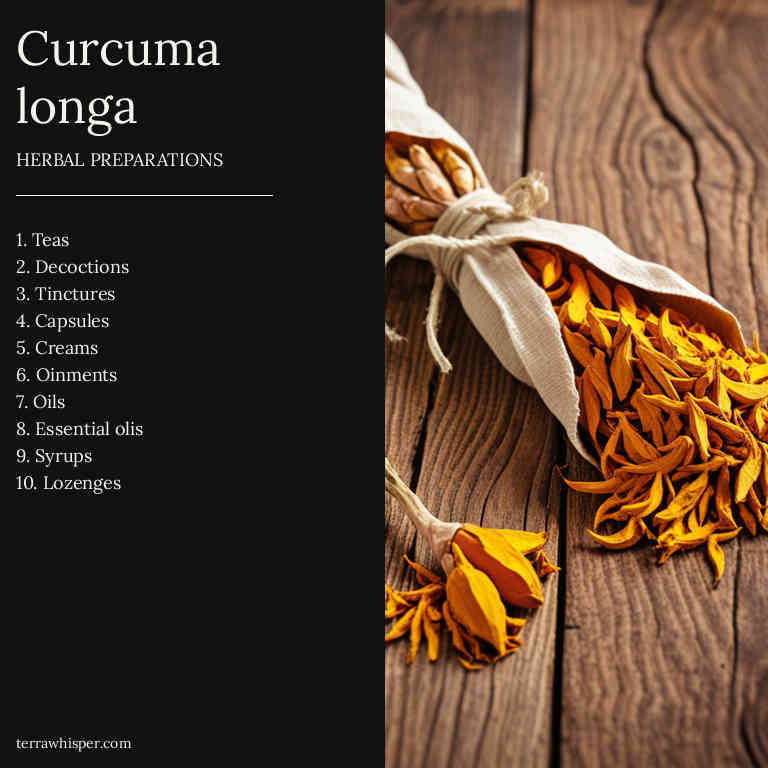 Curcuma
longa
HERBAL PREPARATIONS
1. Teas
2. Decoctions
3. Tinctures
4. Capsules
5. Creams
6. Oinments
7. Oils
8. Essential olis
9. Syrups
10. Lozenges
terrawhisper.com